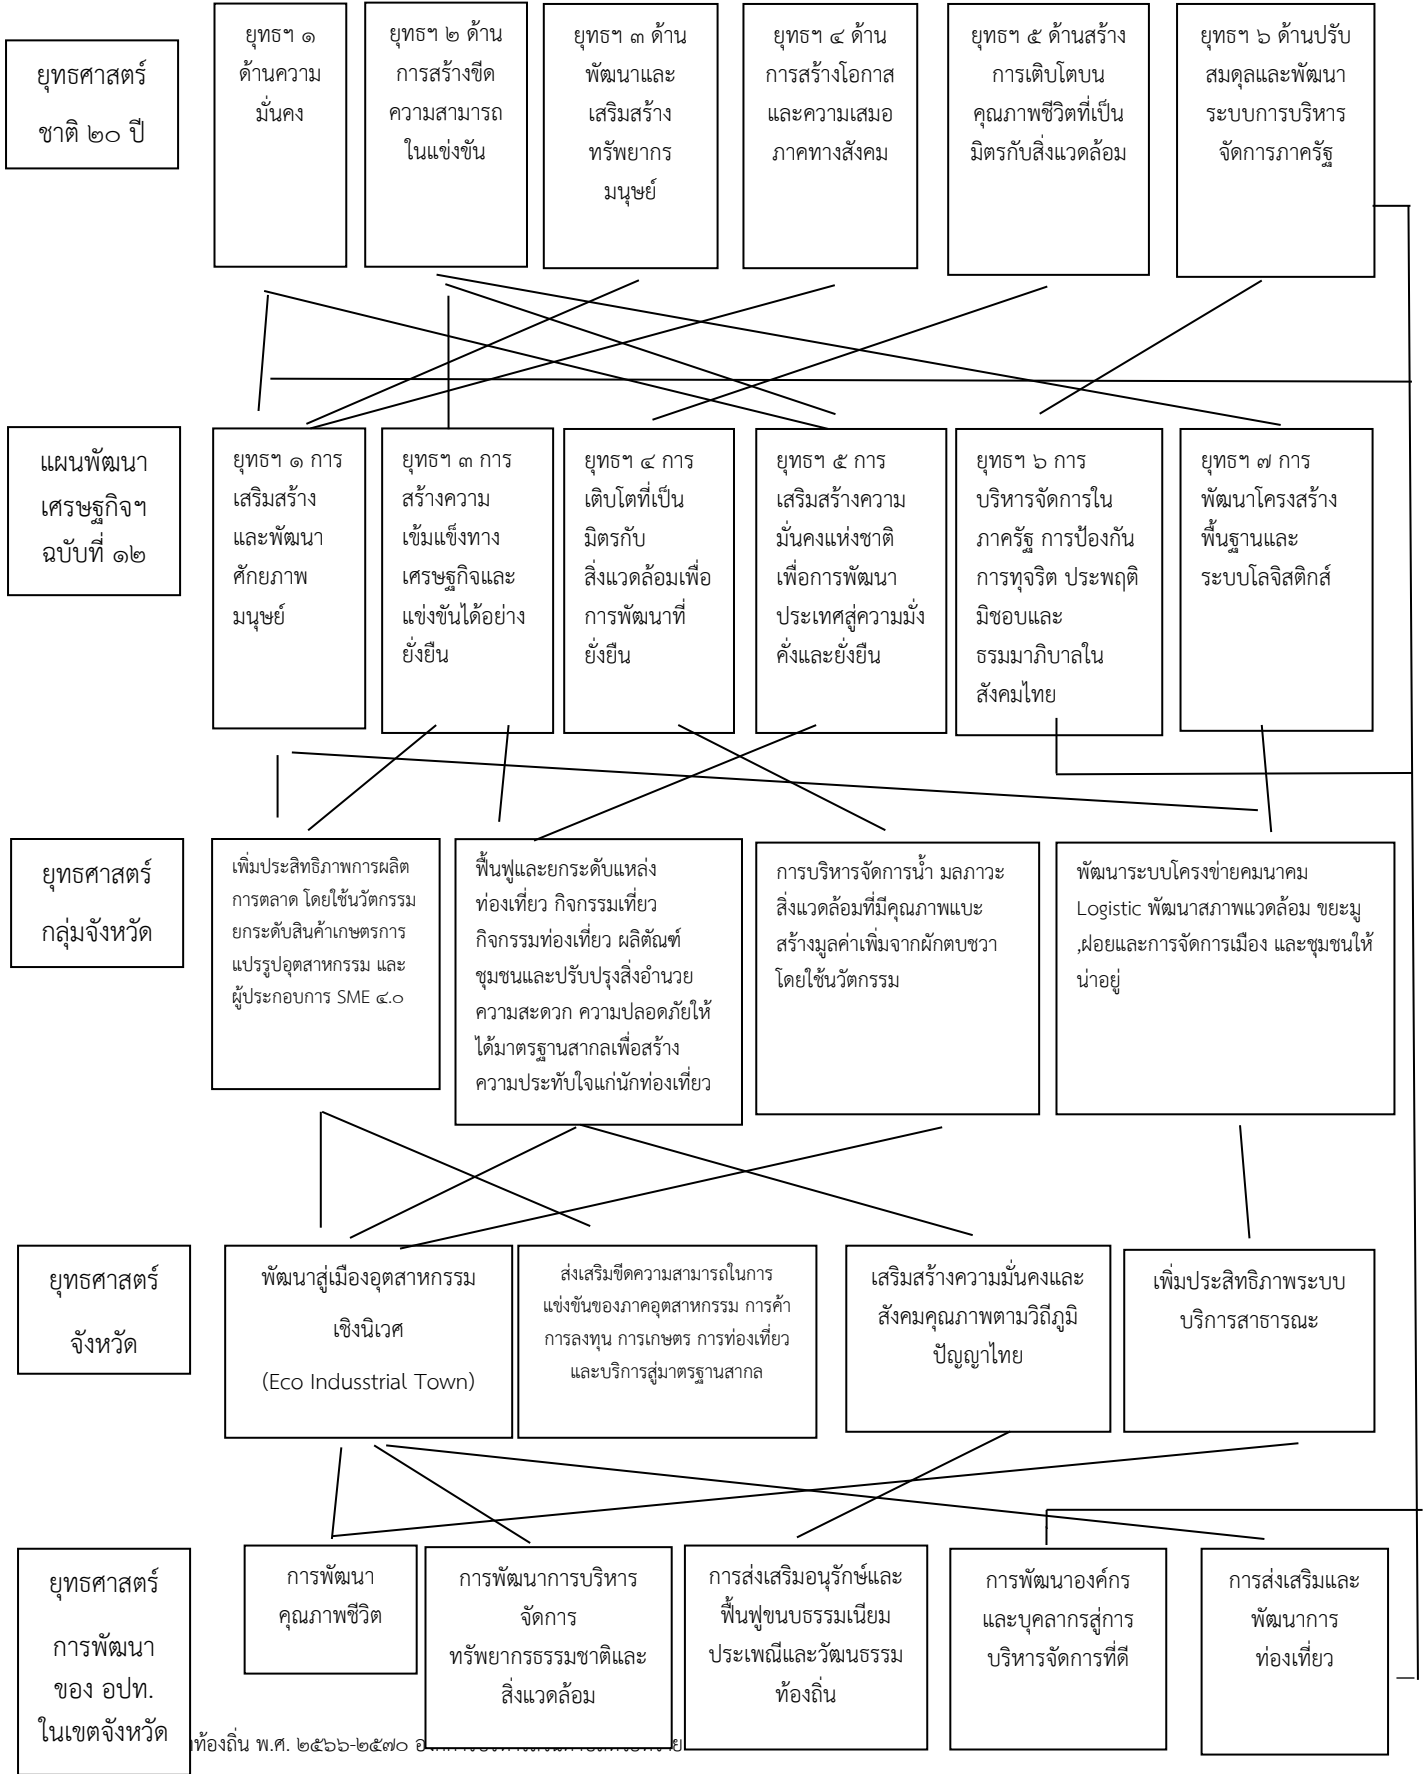 ยุทธศาสตร์
ชาติ ๒๐ ปี
ยุทธฯ ๑
ด้านความ
มั่นคง
ยุทธฯ ๒ ด้าน
การสร้างขีด
ความสามารถ
ในแข่งขัน
ยุทธฯ ๓ ด้าน
พัฒนาและ
เสริมสร้าง
ทรัพยากร
มนุษย์
ยุทธฯ ๔ ด้าน
การสร้างโอกาส
และความเสมอ
ภาคทางสังคม
ยุทธฯ ๕ ด้านสร้าง
การเติบโตบน
คุณภาพชีวิตที่เป็น
มิตรกับสิ่งแวดล้อม
ยุทธฯ ๖ ด้านปรับ
สมดุลและพัฒนา
ระบบการบริหาร
จัดการภาครัฐ
แผนพัฒนา
เศรษฐกิจฯ
ฉบับที่ ๑๒
ยุทธฯ ๑ การ
เสริมสร้าง
และพัฒนา
ศักยภาพ
มนุษย์
ยุทธฯ ๓ การ
สร้างความ
เข้มแข็งทาง
เศรษฐกิจและ
แข่งขันได้อย่าง
ยั่งยืน
ยุทธฯ ๔ การ
เติบโตที่เป็น
มิตรกับ
สิ่งแวดล้อมเพื่อ
การพัฒนาที่
ยั่งยืน
ยุทธฯ ๕ การ
เสริมสร้างความ
มั่นคงแห่งชาติ
เพื่อการพัฒนา
ประเทศสู่ความมั่ง
คั่งและยั่งยืน
ยุทธฯ ๖ การ
บริหารจัดการใน
ภาครัฐ การป้องกัน
การทุจริต ประพฤติ
มิชอบและ
ธรมมาภิบาลใน
สังคมไทย
ยุทธฯ ๗ การ
พัฒนาโครงสร้าง
พื้นฐานและ
ระบบโลจิสติกส์
ยุทธศาสตร์
กลุ่มจังหวัด
เพิ่มประสิทธิภาพการผลิต
การตลาด โดยใช้นวัตกรรม
ยกระดับสินค้าเกษตรการ
แปรรูปอุตสาหกรรม และ
ผู้ประกอบการ SME ๔.๐
ฟื้นฟูและยกระดับแหล่ง
ท่องเที่ยว กิจกรรมเที่ยว
กิจกรรมท่องเที่ยว ผลิตัณฑ์
ชุมชนและปรับปรุงสิ่งอำนวย
ความสะดวก ความปลอดภัยให้
ได้มาตรฐานสากลเพื่อสร้าง
ความประทับใจแก่นักท่องเที่ยว
การบริหารจัดการน้ำ มลภาวะ
สิ่งแวดล้อมที่มีคุณภาพแบะ
สร้างมูลค่าเพิ่มจากผักตบชวา
โดยใช้นวัตกรรม
พัฒนาระบบโครงข่ายคมนาคม
Logistic พัฒนาสภาพแวดล้อม ขยะมู
,ฝอยและการจัดการเมือง และชุมชนให้
น่าอยู่
ยุทธศาสตร์
จังหวัด
พัฒนาสู่เมืองอุตสาหกรรม
เชิงนิเวศ
(Eco Indusstrial Town)
ส่งเสริมขีดความสามารถในการ
แข่งขันของภาคอุตสาหกรรม การค้า
การลงทุน การเกษตร การท่องเที่ยว
และบริการสู่มาตรฐานสากล
เสริมสร้างความมั่นคงและ
สังคมคุณภาพตามวิถีภูมิ
ปัญญาไทย
เพิ่มประสิทธิภาพระบบ
บริการสาธารณะ
ยุทธศาสตร์
การพัฒนา
ของ อปท.
ในเขตจังหวัด
การพัฒนา
คุณภาพชีวิต
การพัฒนาการบริหาร
จัดการ
ทรัพยากรธรรมชาติและ
สิ่งแวดล้อม
การส่งเสริมอนุรักษ์และ
ฟื้นฟูขนบธรรมเนียม
ประเพณีและวัฒนธรรม
ท้องถิ่น
การพัฒนาองค์กร
และบุคลากรสู่การ
บริหารจัดการที่ดี
การส่งเสริมและ
พัฒนาการ
ท่องเที่ยว
ท้องถิ่น พ.ศ. ๒๕๖๖-๒๕๗๐